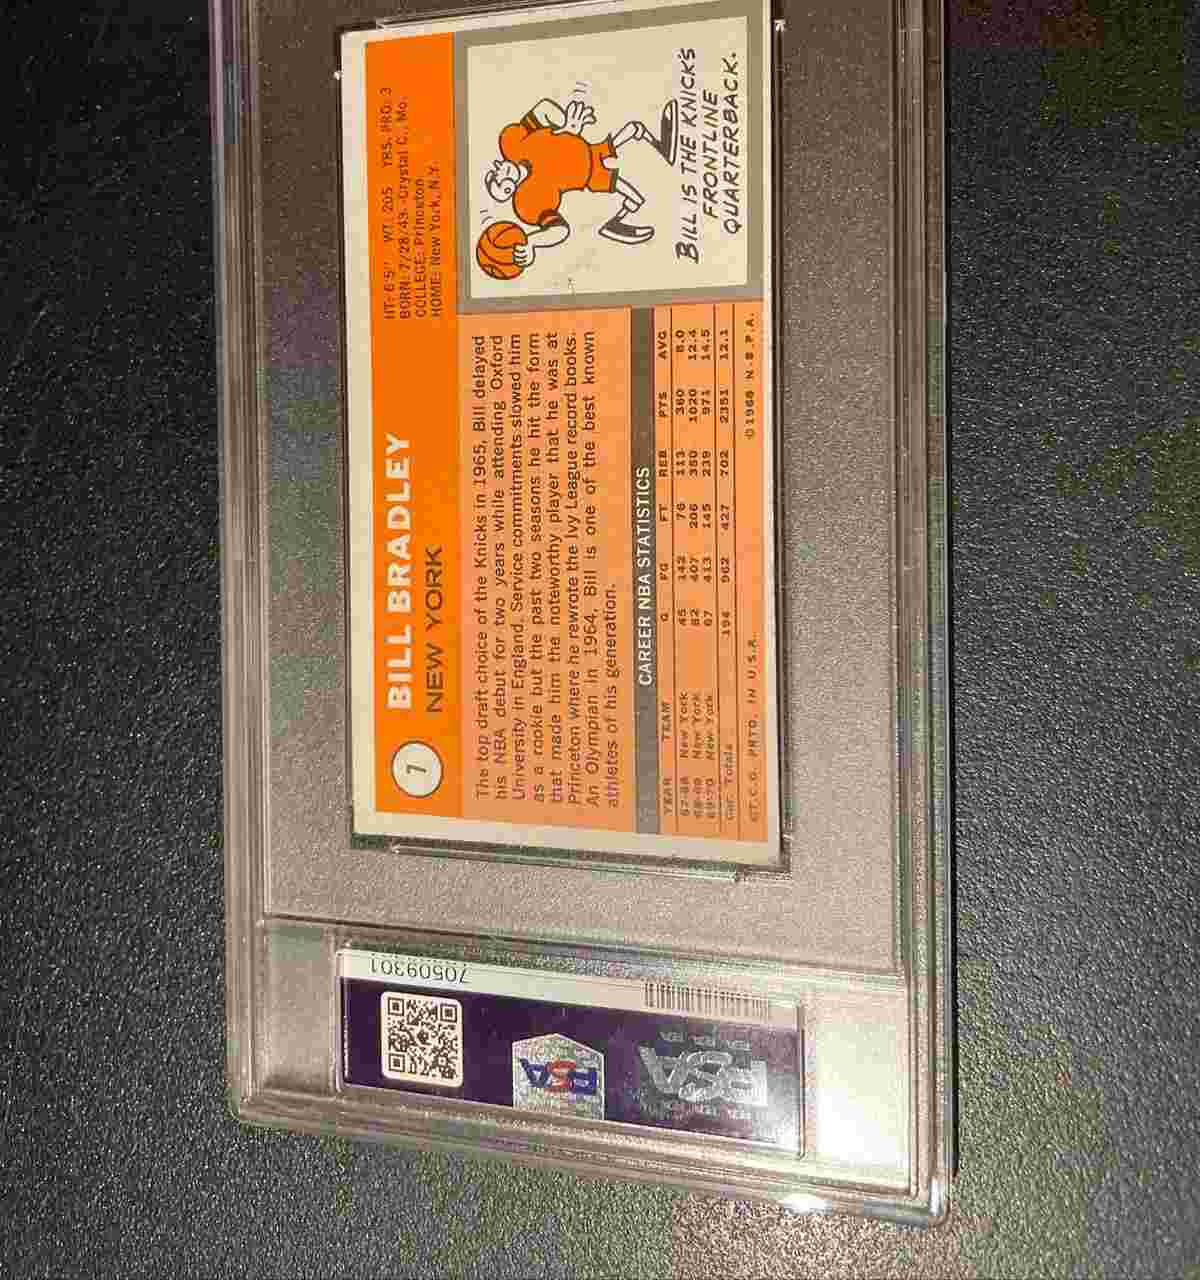 7
BILL BRADLEY
NEW YORK
HT: 6'5" WT: 205 YRS. PRO: 3
BORN: 7/28/43 -Crystal C., Mo.
COLLEGE: Princeton
HOME: New York, N.Y.
The top draft choice of the Knicks in 1965, Bill delayed
his NBA debut for two years while attending Oxford
University in England. Service commitments slowed him
as a rookie but the past two seasons he hit the form
that made him the noteworthy player that he was at
Princeton where he rewrote the Ivy League record books.
An Olympian in 1964, Bill is one of the best known
athletes of his generation.
BILL IS THE KNICK'S
FRONTLINE
QUARTERBACK.
CAREER NBA STATISTICS
YEAR TEAM G FG FT REB PTS AVG
67-68 New York 45 142 76 113 360 8.0
68-69 New York 82 407 206 350 1020 12.4
69-70 New York 67 413 145 239 971 14.5
Car. Totals 194 962 427 702 2351 12.1
©T.C.G. PRTD. IN U.S.A. ©1968 N.B.P.A.
70509301
PSA
PSA